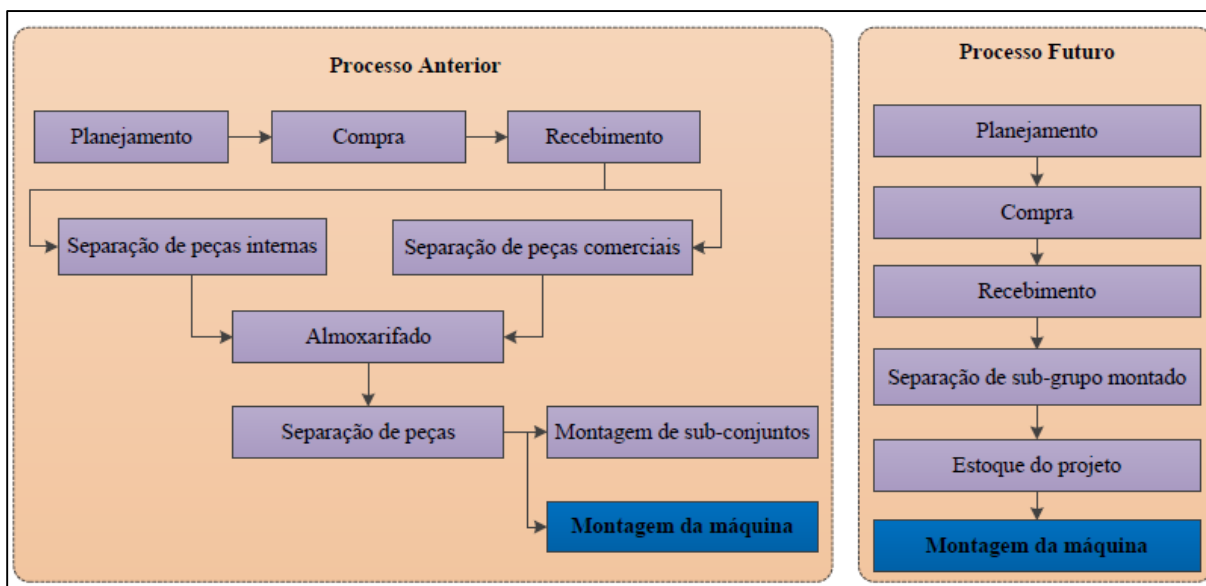 Processo Anterior
Planejamento
Compra
Recebimento
Separação de peças internas
Separação de peças comerciais
Almoxarifado
Separação de peças
Montagem de sub-conjuntos
Montagem da máquina
Processo Futuro
Planejamento
Compra
Recebimento
Separação de sub-grupo montado
Estoque do projeto
Montagem da máquina